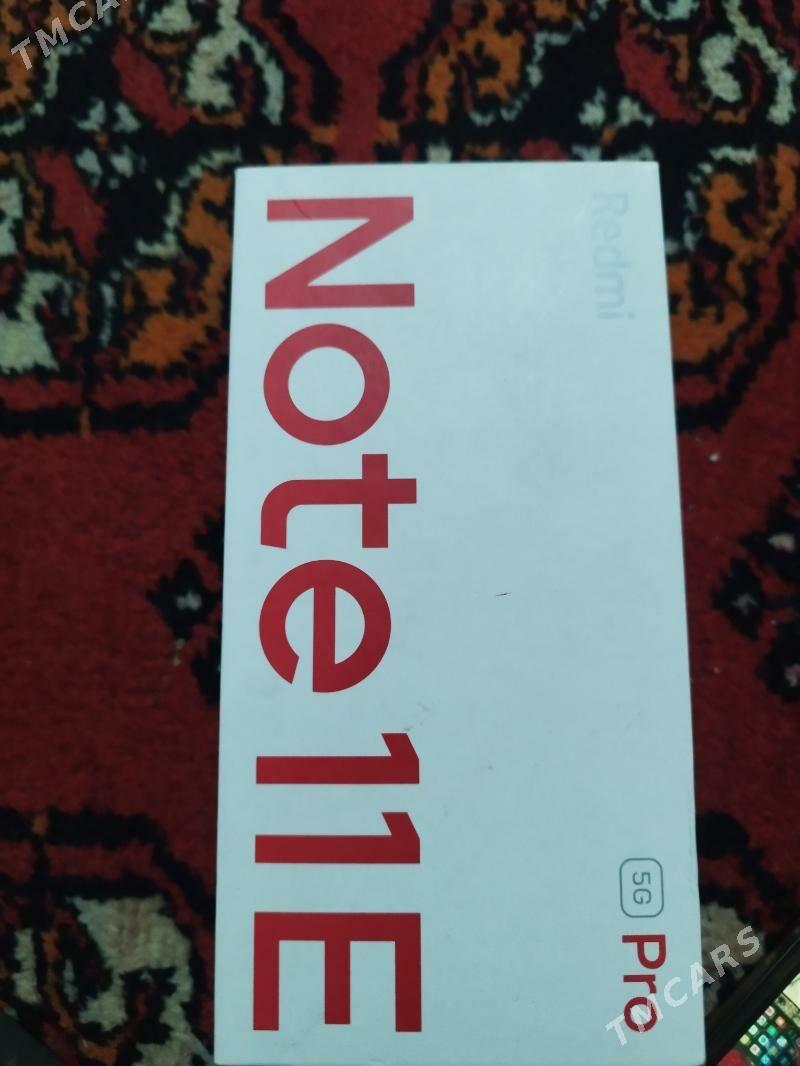 TMCARS
Redmi
5G Pro
Note 11E
TMCARS